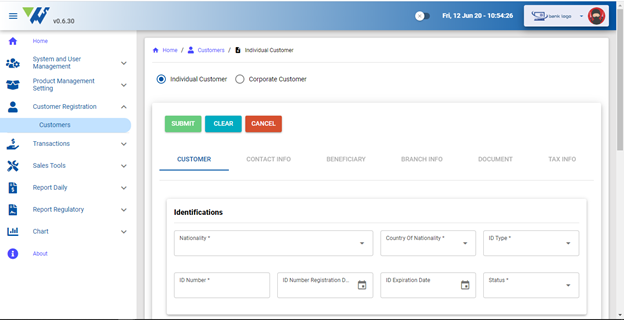 v0.6.30
Fri, 12 Jun 20 - 10:54:26
bank logo
Home
System and User
Management
Product Management
Setting
Customer Registration
Customers
Transactions
Sales Tools
Report Daily
Report Regulatory
Chart
About
Home / Customers / Individual Customer
Individual Customer Corporate Customer
SUBMIT CLEAR CANCEL
CUSTOMER CONTACT INFO BENEFICIARY BRANCH INFO DOCUMENT TAX INFO
Identifications
Nationality * Country Of Nationality * ID Type *
ID Number * ID Number Registration D... ID Expiration Date Status *